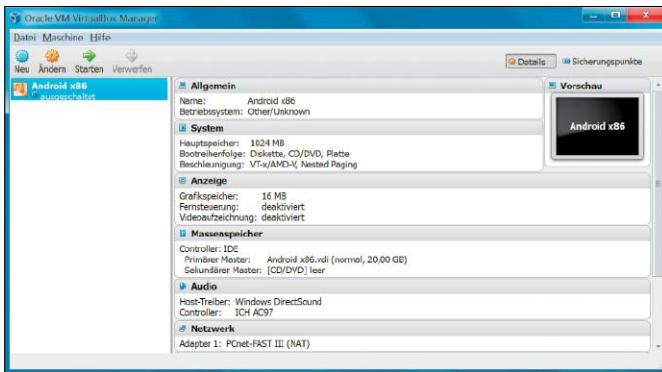 Oracle VM VirtualBox Manager
Datei Maschine Hilfe
Neu Ändern Starten Verwerfen
Details Sicherungspunkte
Android x86
ausgeschaltet
Allgemein
Name: Android x86
Betriebssystem: Other/Unknown
System
Hauptspeicher: 1024 MB
Bootreihenfolge: Diskette, CD/DVD, Platte
Beschleunigung: VT-x/AMD-V, Nested Paging
Vorschau
Android x86
Anzeige
Grafikspeicher: 16 MB
Fernsteuerung: deaktiviert
Videoaufzeichnung: deaktiviert
Massenspeicher
Controller: IDE
Primärer Master: Android x86.vdi (normal, 20,00 GB)
Sekundärer Master: [CD/DVD] leer
Audio
Host-Treiber: Windows DirectSound
Controller: ICH AC97
Netzwerk
Adapter 1: PCnet-FAST III (NAT)